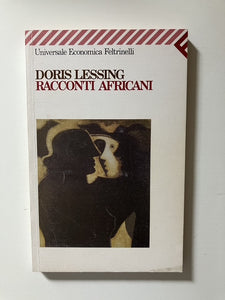 Universale Economica Feltrinelli
DORIS LESSING
RACCONTI AFRICANI